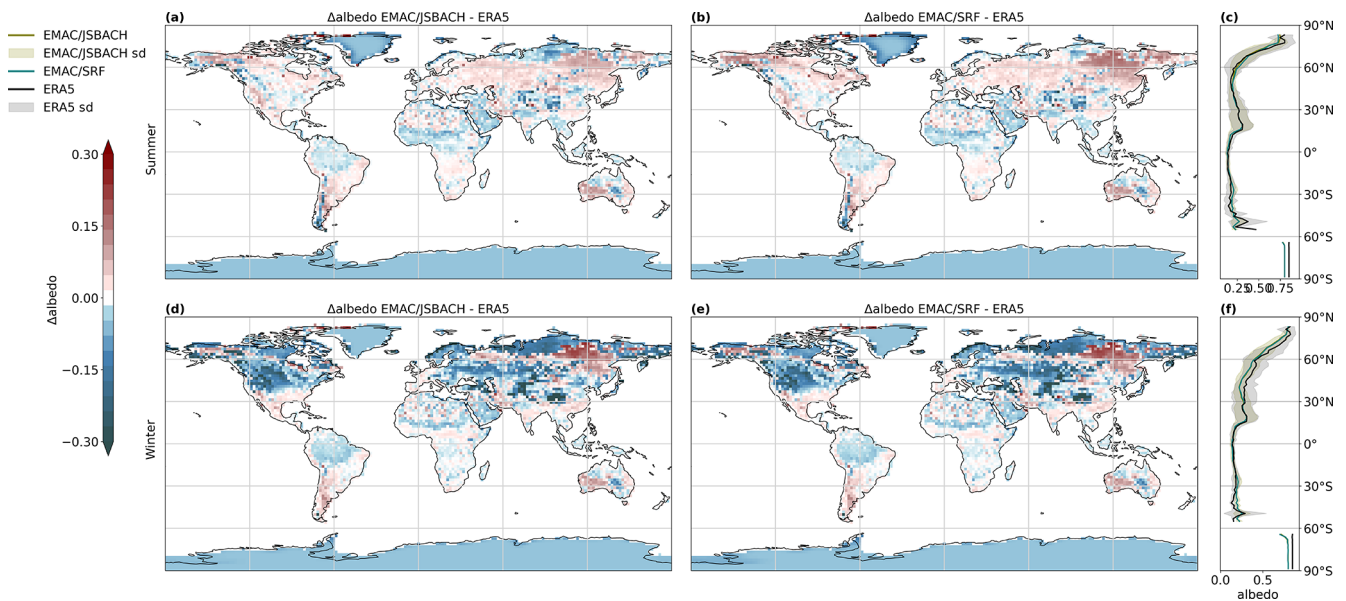 (a)
Δalbedo EMAC/JSBACH - ERA5
(b)
Δalbedo EMAC/SRF - ERA5
(c)
EMAC/JSBACH
EMAC/JSBACH sd
EMAC/SRF
ERA5
ERA5 sd
90°N
60°N
30°N
0°
30°S
60°S
90°S
0.25 0.50 0.75
Summer
0.30
0.15
0.00
−0.15
−0.30
Δalbedo
(d)
Δalbedo EMAC/JSBACH - ERA5
(e)
Δalbedo EMAC/SRF - ERA5
(f)
90°N
60°N
30°N
0°
30°S
60°S
90°S
Winter
0.0 0.5
albedo